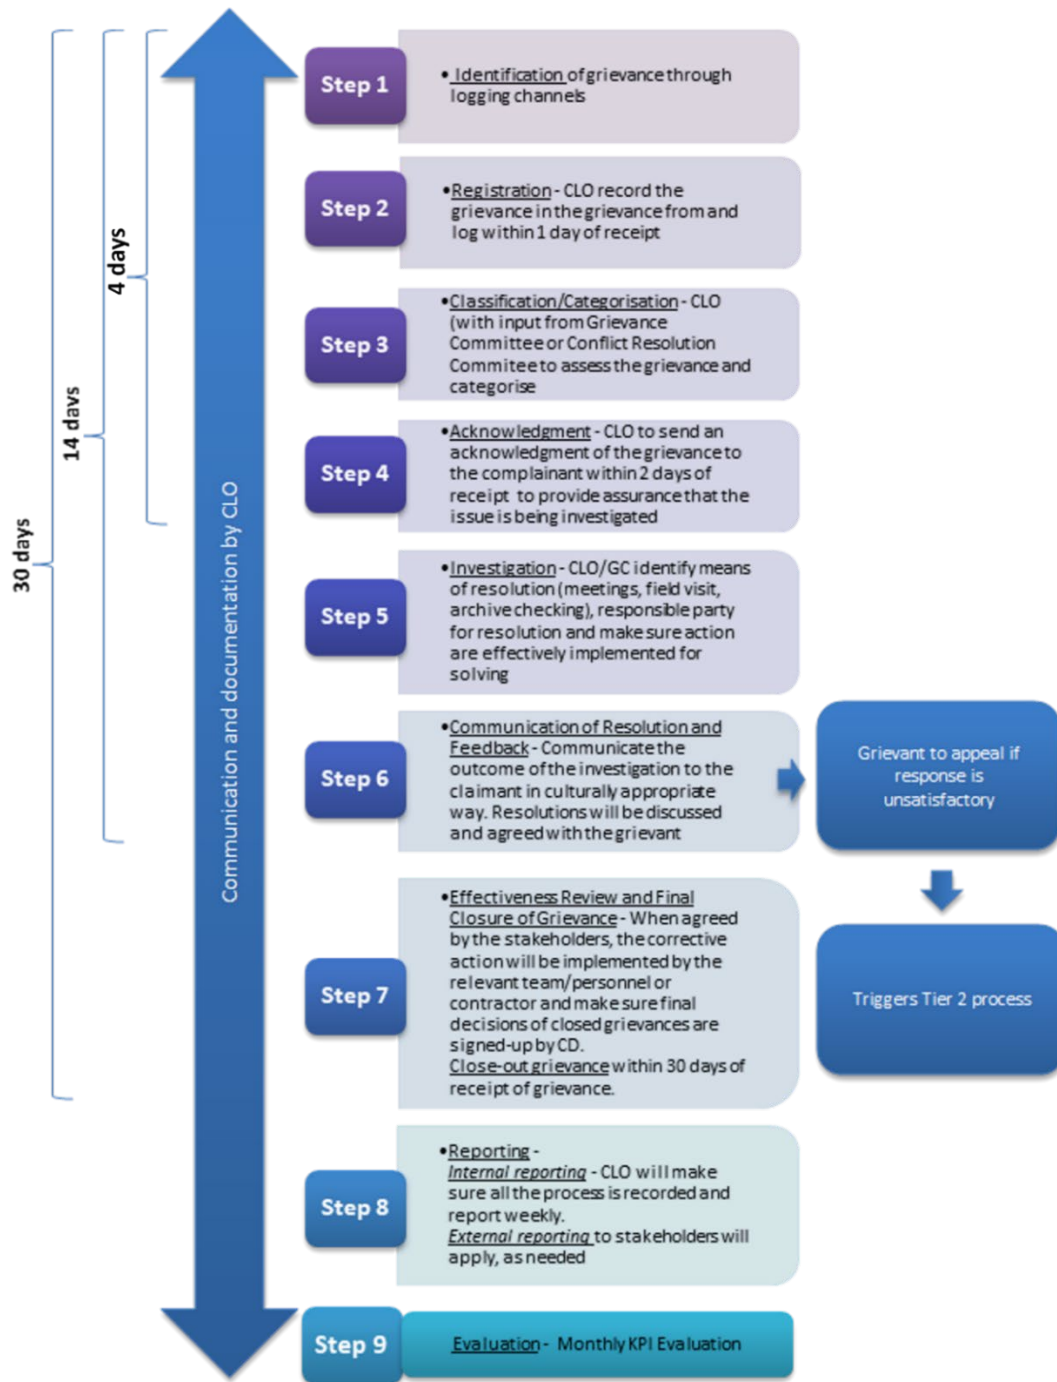 30 days
14 days
4 days
Communication and documentation by CLO
Step 1
• Identification of grievance through
logging channels
Step 2
•Registration - CLO record the
grievance in the grievance from and
log within 1 day of receipt
Step 3
•Classification/Categorisation - CLO
(with input from Grievance
Committee or Conflict Resolution
Commitee to assess the grievance and
categorise
Step 4
•Acknowledgment - CLO to send an
acknowledgment of the grievance to
the complainant within 2 days of
receipt to provide assurance that the
issue is being investigated
Step 5
•Investigation - CLO/GC identify means
of resolution (meetings, field visit,
archive checking), responsible party
for resolution and make sure action
are effectively implemented for
solving
Step 6
•Communication of Resolution and
Feedback - Communicate the
outcome of the investigation to the
claimant in culturally appropriate
way. Resolutions will be discussed
and agreed with the grievant
Grievant to appeal if
response is
unsatisfactory
Step 7
•Effectiveness Review and Final
Closure of Grievance - When agreed
by the stakeholders, the corrective
action will be implemented by the
relevant team/personnel or
contractor and make sure final
decisions of closed grievances are
signed-up by CD.
Close-out grievance within 30 days of
receipt of grievance.
Triggers Tier 2 process
Step 8
•Reporting -
Internal reporting - CLO will make
sure all the process is recorded and
report weekly.
External reporting to stakeholders will
apply, as needed
Step 9
Evaluation - Monthly KPI Evaluation